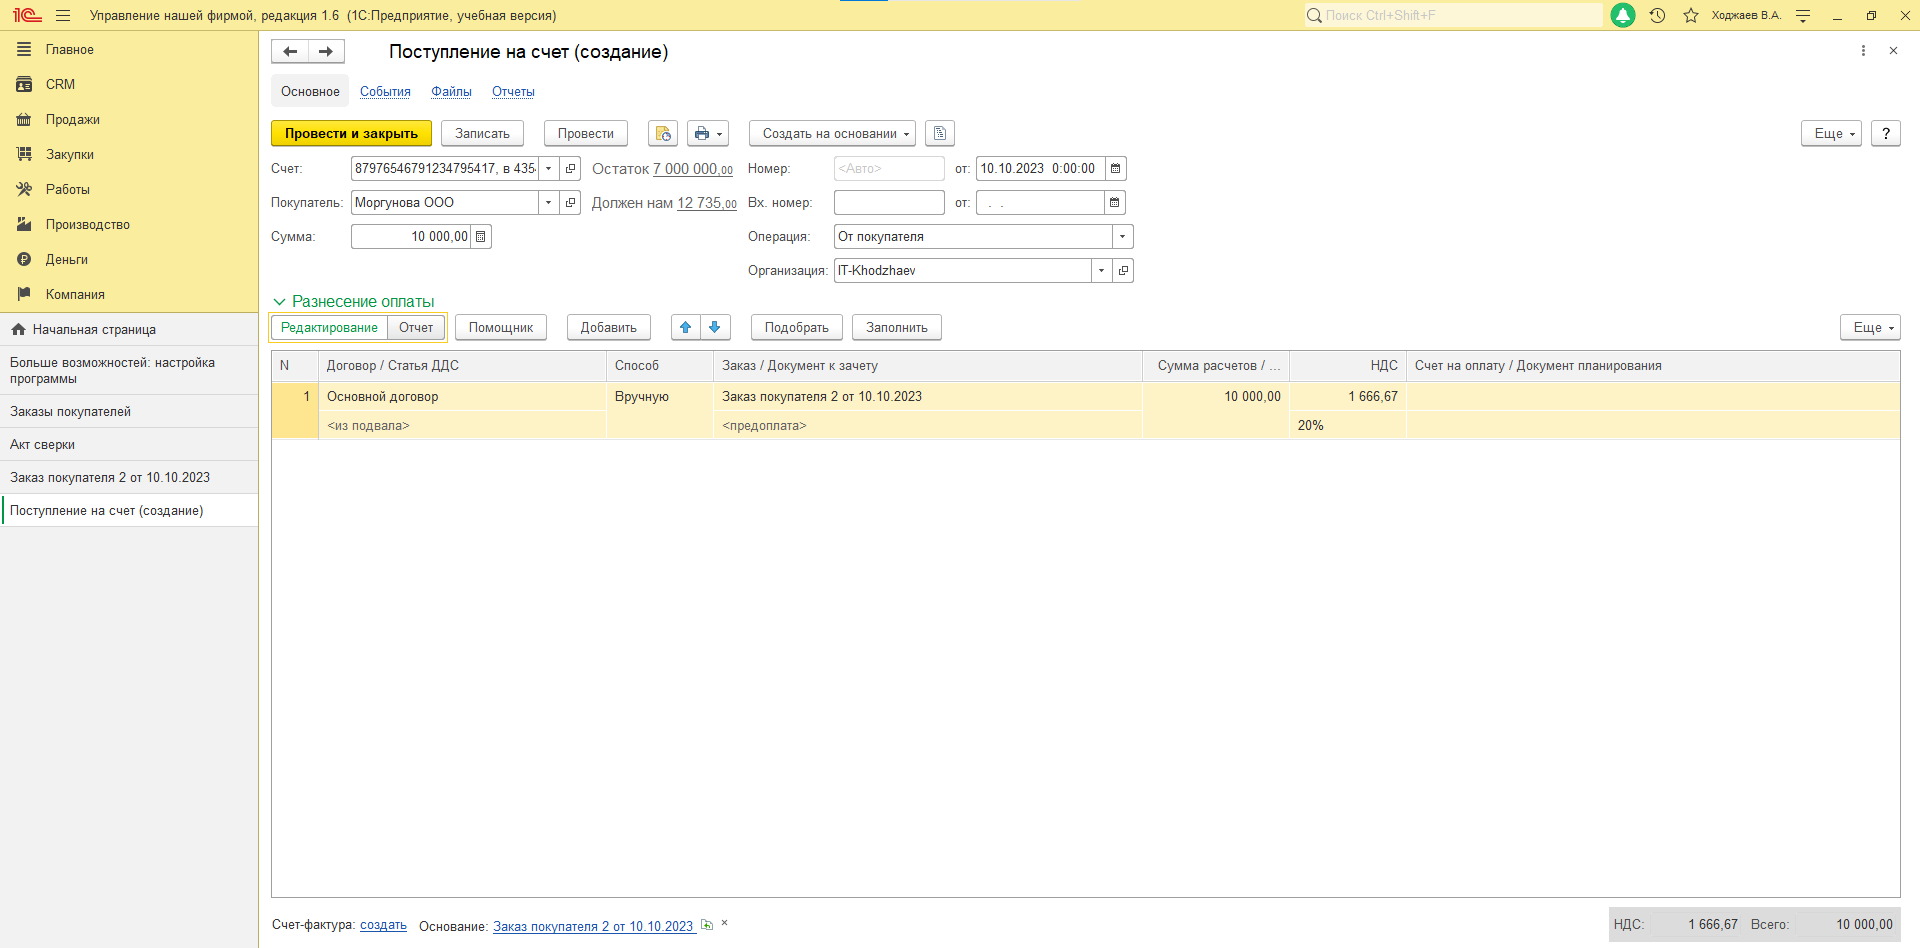 1С Управление нашей фирмой, редакция 1.6 (1С:Предприятие, учебная версия) Поиск Ctrl+Shift+F Ходжаев В.А.
Главное
CRM
Продажи
Закупки
Работы
Производство
Деньги
Компания
Начальная страница
Больше возможностей: настройка
программы
Заказы покупателей
Акт сверки
Заказ покупателя 2 от 10.10.2023
Поступление на счет (создание)
Поступление на счет (создание)
Основное События Файлы Отчеты
Провести и закрыть Записать Провести Создать на основании Еще ?
Счет: 87976546791234795417, в 435 Остаток 7 000 000,00 Номер: <Авто> от: 10.10.2023 0:00:00
Покупатель: Моргунова ООО Должен нам 12 735,00 Вх. номер: от: . .
Сумма: 10 000,00 Операция: От покупателя
Организация: IT-Khodzhaev
Разнесение оплаты
Редактирование Отчет Помощник Добавить Подобрать Заполнить Еще
N Договор / Статья ДДС Способ Заказ / Документ к зачету Сумма расчетов / ... НДС Счет на оплату / Документ планирования
1 Основной договор Вручную Заказ покупателя 2 от 10.10.2023 10 000,00 1 666,67
<из подвала> <предоплата> 20%
Счет-фактура: создать Основание: Заказ покупателя 2 от 10.10.2023 НДС: 1 666,67 Всего: 10 000,00